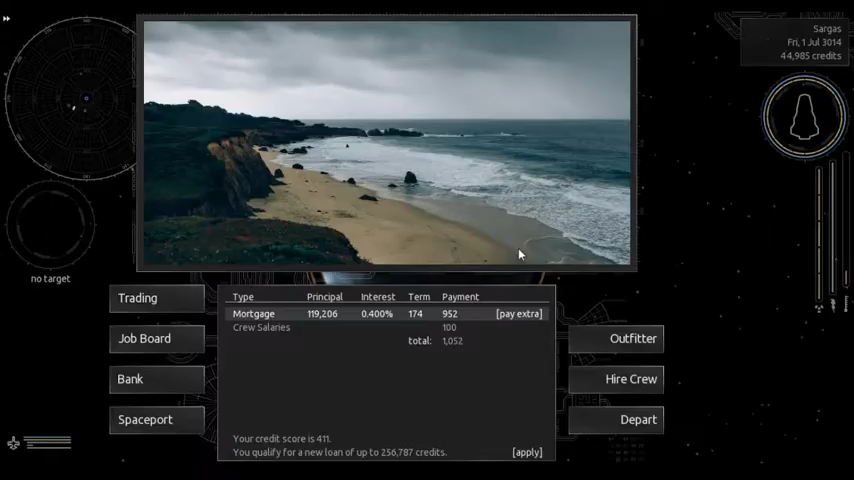 Sargas
Fri, 1 Jul 3014
44,985 credits
no target
Trading
Job Board
Bank
Spaceport
Type Principal Interest Term Payment
Mortgage 119,206 0.400% 174 952 [pay extra]
Crew Salaries 100
total: 1,052
Your credit score is 411.
You qualify for a new loan of up to 256,787 credits. [apply]
Outfitter
Hire Crew
Depart